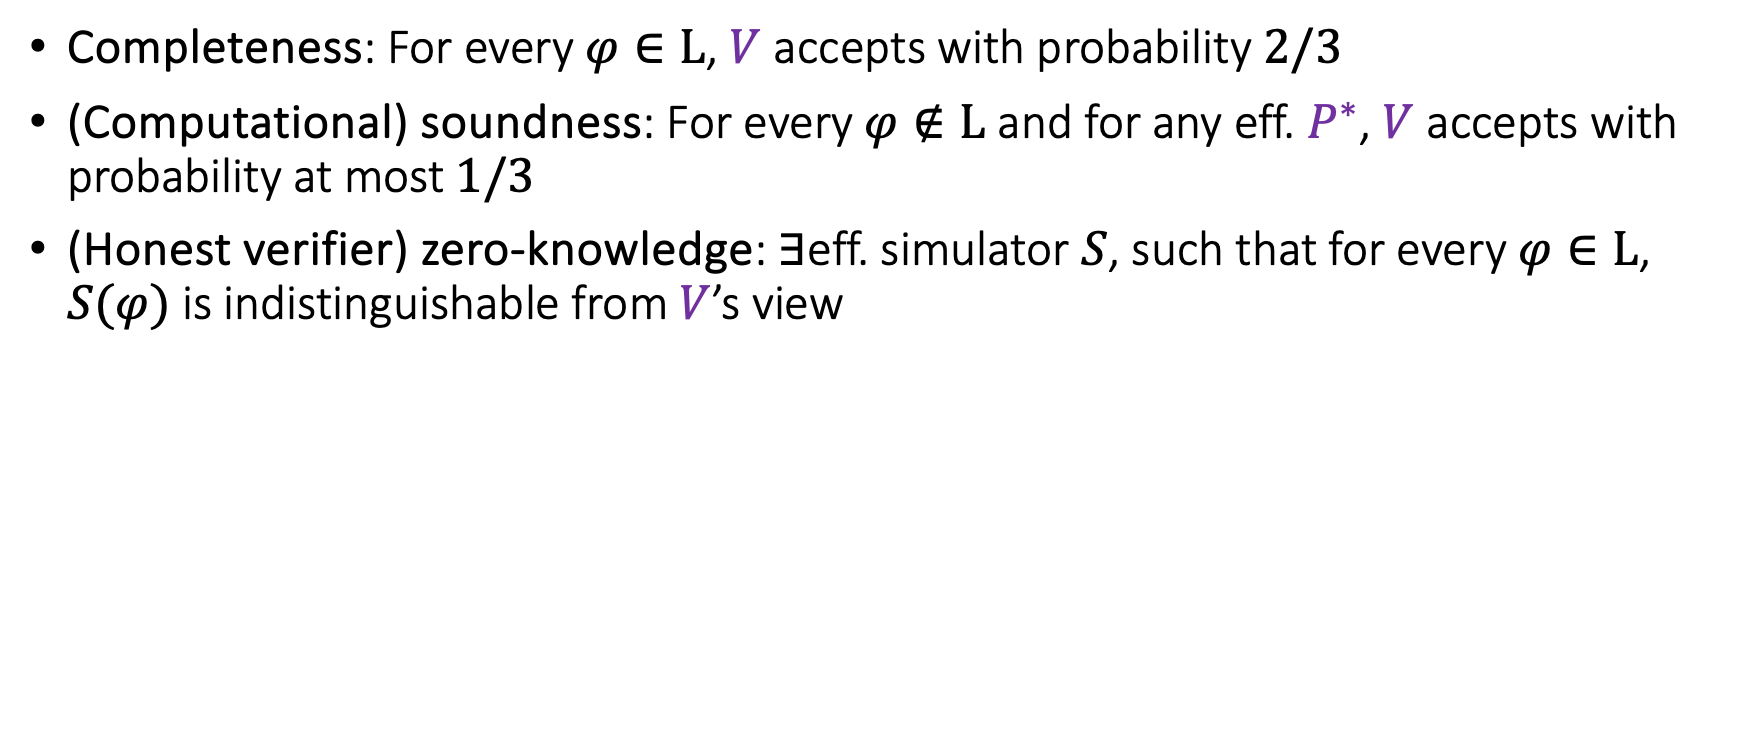 • Completeness: For every φ ∈ L, V accepts with probability 2/3
• (Computational) soundness: For every φ ∉ L and for any eff. P*, V accepts with
probability at most 1/3
• (Honest verifier) zero-knowledge: ∃eff. simulator S, such that for every φ ∈ L,
S(φ) is indistinguishable from V’s view